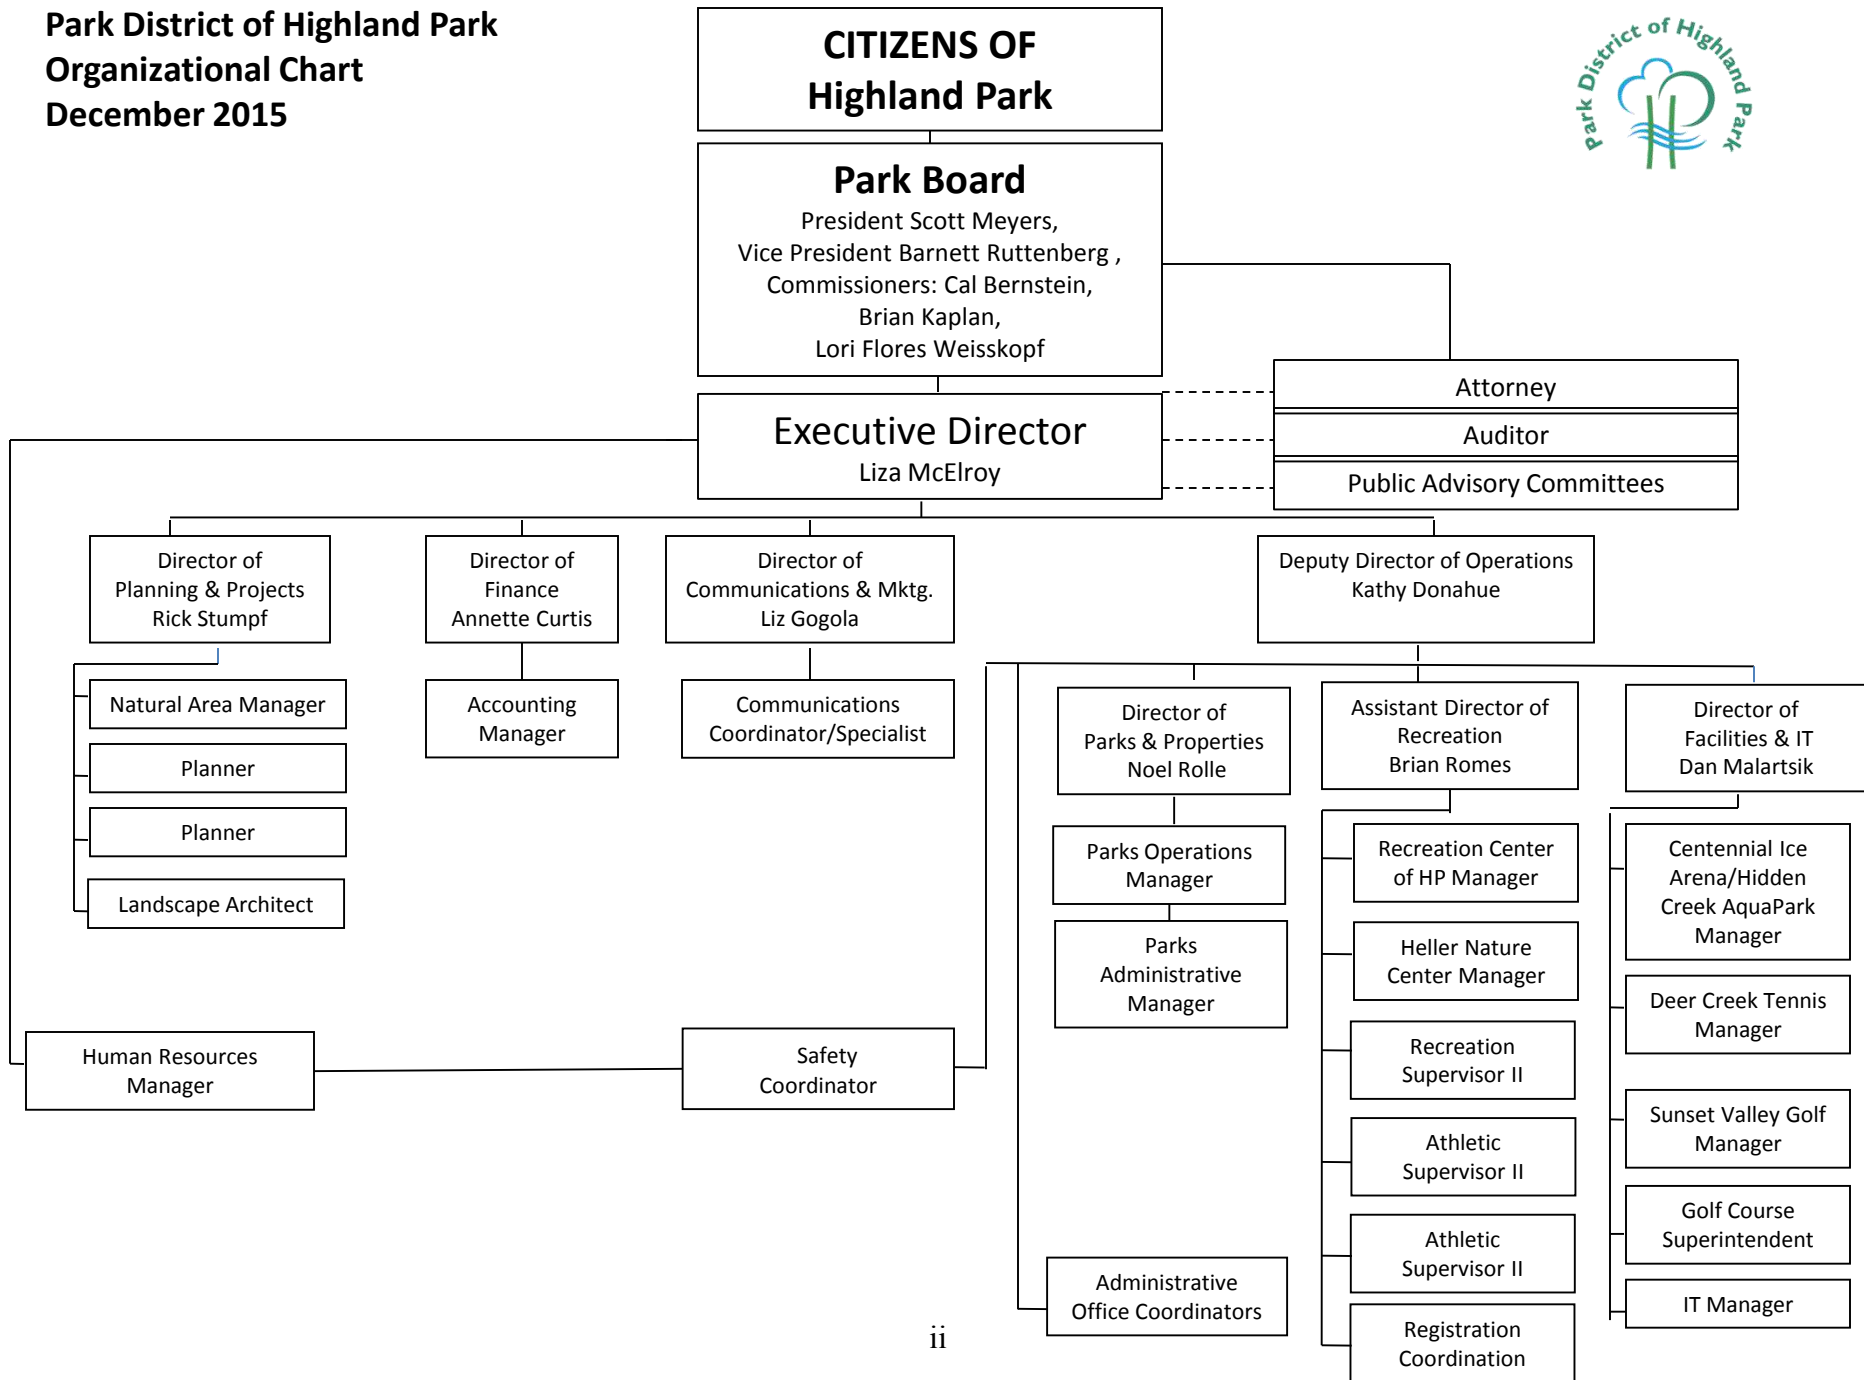 Park District of Highland Park
Organizational Chart
December 2015
CITIZENS OF
Highland Park
Park District of Highland Park
Park Board
President Scott Meyers,
Vice President Barnett Ruttenberg ,
Commissioners: Cal Bernstein,
Brian Kaplan,
Lori Flores Weisskopf
Attorney
Auditor
Public Advisory Committees
Executive Director
Liza McElroy
Director of
Planning & Projects
Rick Stumpf
Director of
Finance
Annette Curtis
Director of
Communications & Mktg.
Liz Gogola
Deputy Director of Operations
Kathy Donahue
Natural Area Manager
Planner
Planner
Landscape Architect
Accounting
Manager
Communications
Coordinator/Specialist
Director of
Parks & Properties
Noel Rolle
Parks Operations
Manager
Parks
Administrative
Manager
Assistant Director of
Recreation
Brian Romes
Recreation Center
of HP Manager
Heller Nature
Center Manager
Recreation
Supervisor II
Athletic
Supervisor II
Athletic
Supervisor II
Registration
Coordination
Director of
Facilities & IT
Dan Malartsik
Centennial Ice
Arena/Hidden
Creek AquaPark
Manager
Deer Creek Tennis
Manager
Sunset Valley Golf
Manager
Golf Course
Superintendent
IT Manager
Human Resources
Manager
Safety
Coordinator
Administrative
Office Coordinators
ii